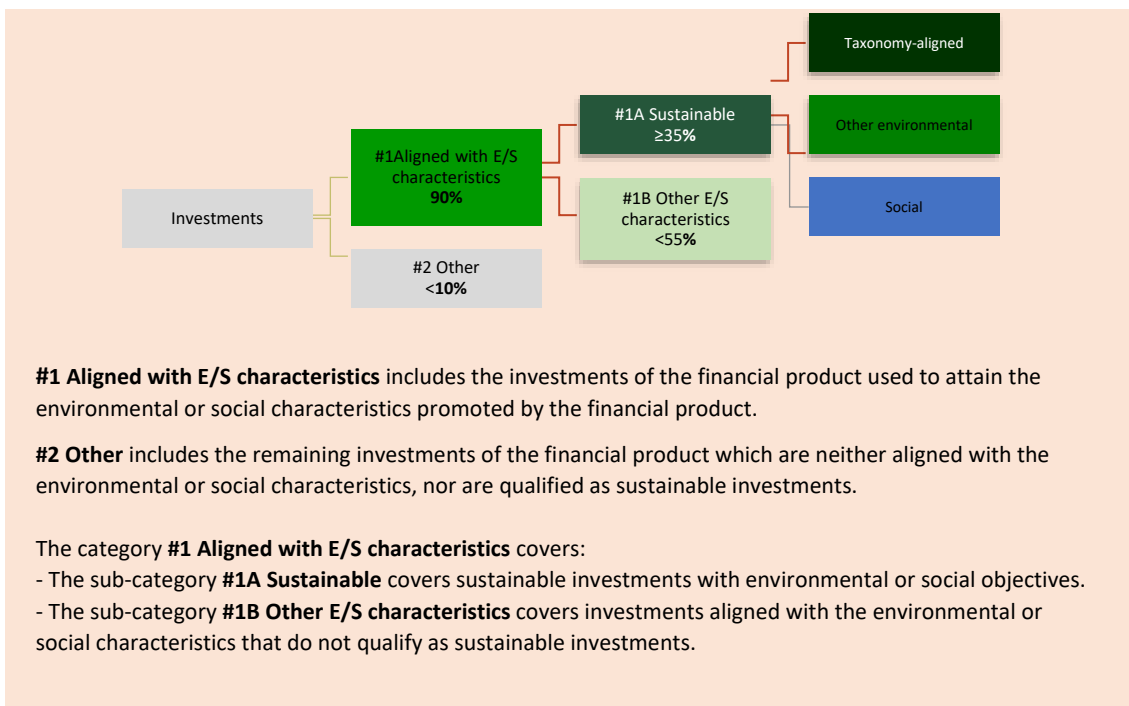 Taxonomy-aligned
#1A Sustainable
≥35%
Other environmental
#1Aligned with E/S
characteristics
90%
Investments
#1B Other E/S
characteristics
<55%
Social
#2 Other
<10%
#1 Aligned with E/S characteristics includes the investments of the financial product used to attain the
environmental or social characteristics promoted by the financial product.
#2 Other includes the remaining investments of the financial product which are neither aligned with the
environmental or social characteristics, nor are qualified as sustainable investments.
The category #1 Aligned with E/S characteristics covers:
- The sub-category #1A Sustainable covers sustainable investments with environmental or social objectives.
- The sub-category #1B Other E/S characteristics covers investments aligned with the environmental or
social characteristics that do not qualify as sustainable investments.